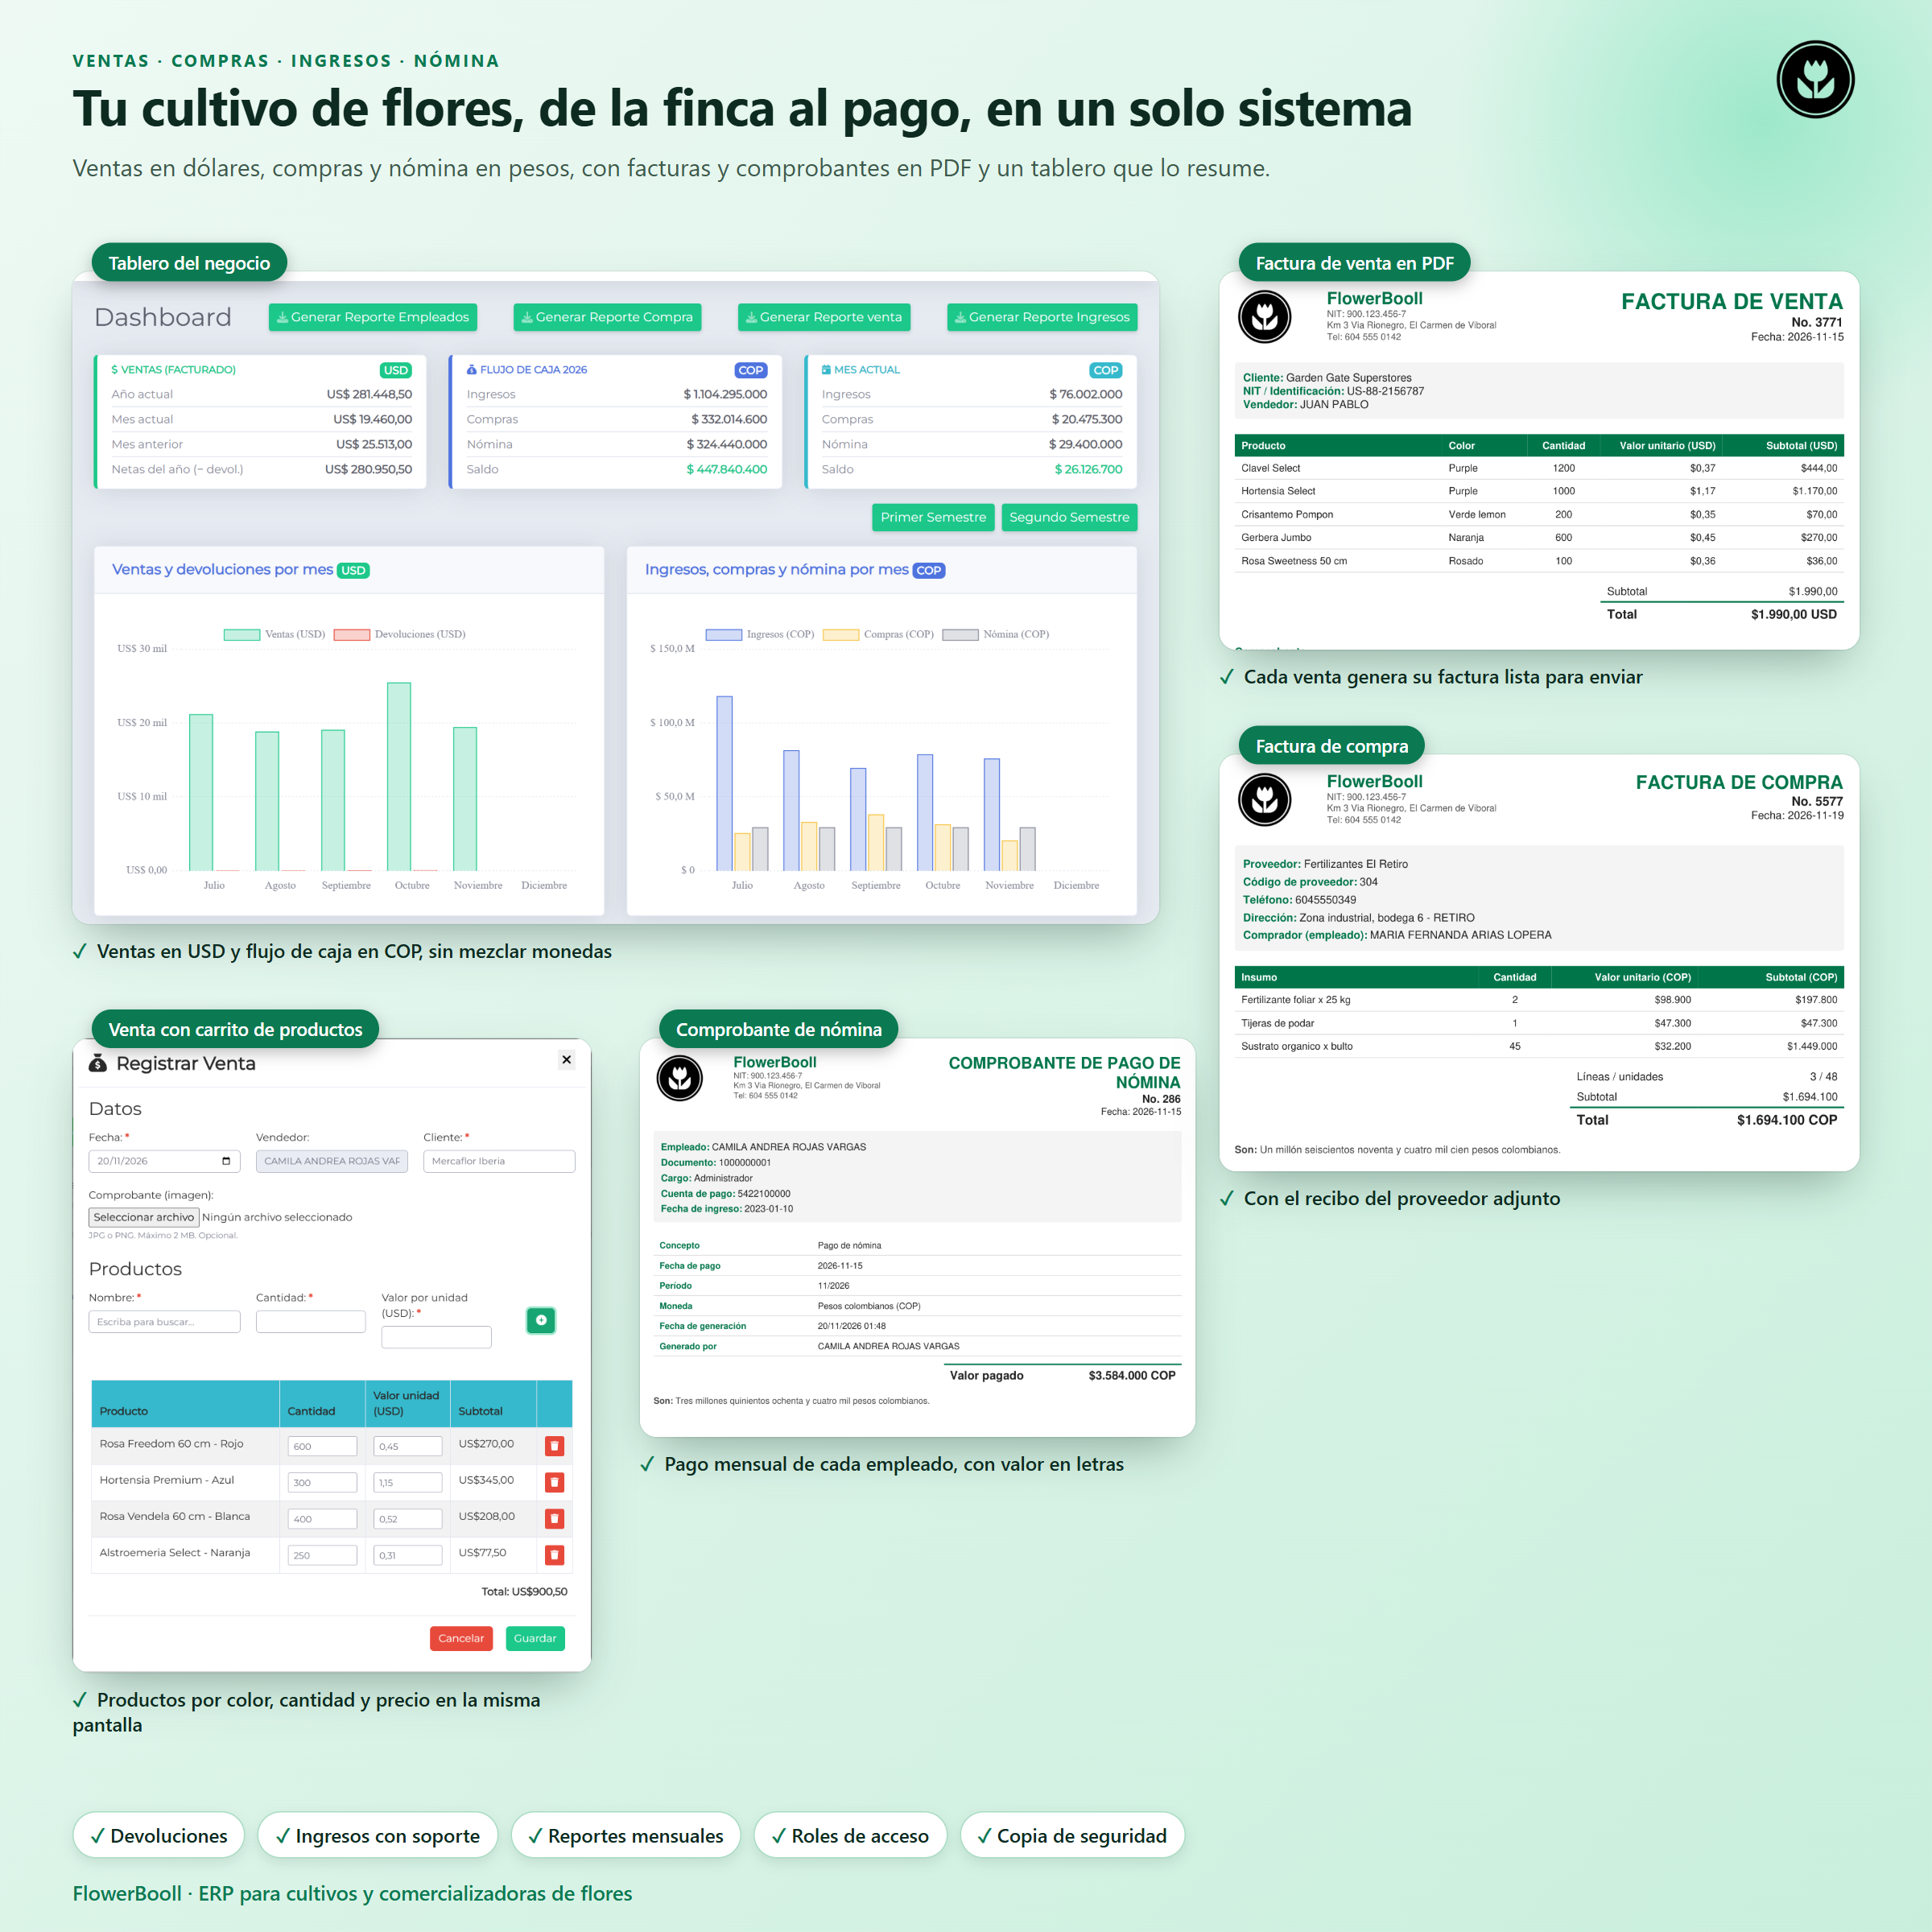 VENTAS · COMPRAS · INGRESOS · NÓMINA
Tu cultivo de flores, de la finca al pago, en un solo sistema
Ventas en dólares, compras y nómina en pesos, con facturas y comprobantes en PDF y un tablero que lo resume.
Tablero del negocio
Dashboard
Generar Reporte Empleados
Generar Reporte Compra
Generar Reporte venta
Generar Reporte Ingresos
$ VENTAS (FACTURADO) USD
Año actual US$ 281.448,50
Mes actual US$ 19.460,00
Mes anterior US$ 25.513,00
Netas del año (− devol.) US$ 280.950,50
FLUJO DE CAJA 2026 COP
Ingresos $ 1.104.295.000
Compras $ 332.014.600
Nómina $ 324.440.000
Saldo $ 447.840.400
MES ACTUAL COP
Ingresos $ 76.002.000
Compras $ 20.475.300
Nómina $ 29.400.000
Saldo $ 26.126.700
Primer Semestre
Segundo Semestre
Ventas y devoluciones por mes USD
Ventas (USD) Devoluciones (USD)
US$ 30 mil
US$ 20 mil
US$ 10 mil
US$ 0,00
Julio Agosto Septiembre Octubre Noviembre Diciembre
Ingresos, compras y nómina por mes COP
Ingresos (COP) Compras (COP) Nómina (COP)
$ 150,0 M
$ 100,0 M
$ 50,0 M
$ 0
Julio Agosto Septiembre Octubre Noviembre Diciembre
✓ Ventas en USD y flujo de caja en COP, sin mezclar monedas
Factura de venta en PDF
FlowerBooll
NIT: 900.123.456-7
Km 3 Via Rionegro, El Carmen de Viboral
Tel: 604 555 0142
FACTURA DE VENTA
No. 3771
Fecha: 2026-11-15
Cliente: Garden Gate Superstores
NIT / Identificación: US-88-2156787
Vendedor: JUAN PABLO
Producto Color Cantidad Valor unitario (USD) Subtotal (USD)
Clavel Select Purple 1200 $0,37 $444,00
Hortensia Select Purple 1000 $1,17 $1.170,00
Crisantemo Pompon Verde lemon 200 $0,35 $70,00
Gerbera Jumbo Naranja 600 $0,45 $270,00
Rosa Sweetness 50 cm Rosado 100 $0,36 $36,00
Subtotal $1.990,00
Total $1.990,00 USD
✓ Cada venta genera su factura lista para enviar
Factura de compra
FlowerBooll
NIT: 900.123.456-7
Km 3 Via Rionegro, El Carmen de Viboral
Tel: 604 555 0142
FACTURA DE COMPRA
No. 5577
Fecha: 2026-11-19
Proveedor: Fertilizantes El Retiro
Código de proveedor: 304
Teléfono: 6045550349
Dirección: Zona industrial, bodega 6 - RETIRO
Comprador (empleado): MARIA FERNANDA ARIAS LOPERA
Insumo Cantidad Valor unitario (COP) Subtotal (COP)
Fertilizante foliar x 25 kg 2 $98.900 $197.800
Tijeras de podar 1 $47.300 $47.300
Sustrato organico x bulto 45 $32.200 $1.449.000
Líneas / unidades 3 / 48
Subtotal $1.694.100
Total $1.694.100 COP
Son: Un millón seiscientos noventa y cuatro mil cien pesos colombianos.
✓ Con el recibo del proveedor adjunto
Venta con carrito de productos
Registrar Venta
Datos
Fecha: * Vendedor: Cliente: *
20/11/2026 CAMILA ANDREA ROJAS VAR Mercaflor Iberia
Comprobante (imagen):
Seleccionar archivo Ningún archivo seleccionado
JPG o PNG. Máximo 2 MB. Opcional.
Productos
Nombre: * Cantidad: * Valor por unidad (USD): *
Escriba para buscar...
Producto Cantidad Valor unidad (USD) Subtotal
Rosa Freedom 60 cm - Rojo 600 0,45 US$270,00
Hortensia Premium - Azul 300 1,15 US$345,00
Rosa Vendela 60 cm - Blanca 400 0,52 US$208,00
Alstroemeria Select - Naranja 250 0,31 US$77,50
Total: US$900,50
Cancelar Guardar
✓ Productos por color, cantidad y precio en la misma
pantalla
Comprobante de nómina
FlowerBooll
NIT: 900.123.456-7
Km 3 Via Rionegro, El Carmen de Viboral
Tel: 604 555 0142
COMPROBANTE DE PAGO DE
NÓMINA
No. 286
Fecha: 2026-11-15
Empleado: CAMILA ANDREA ROJAS VARGAS
Documento: 1000000001
Cargo: Administrador
Cuenta de pago: 5422100000
Fecha de ingreso: 2023-01-10
Concepto Pago de nómina
Fecha de pago 2026-11-15
Período 11/2026
Moneda Pesos colombianos (COP)
Fecha de generación 20/11/2026 01:48
Generado por CAMILA ANDREA ROJAS VARGAS
Valor pagado $3.584.000 COP
Son: Tres millones quinientos ochenta y cuatro mil pesos colombianos.
✓ Pago mensual de cada empleado, con valor en letras
✓ Devoluciones
✓ Ingresos con soporte
✓ Reportes mensuales
✓ Roles de acceso
✓ Copia de seguridad
FlowerBooll · ERP para cultivos y comercializadoras de flores